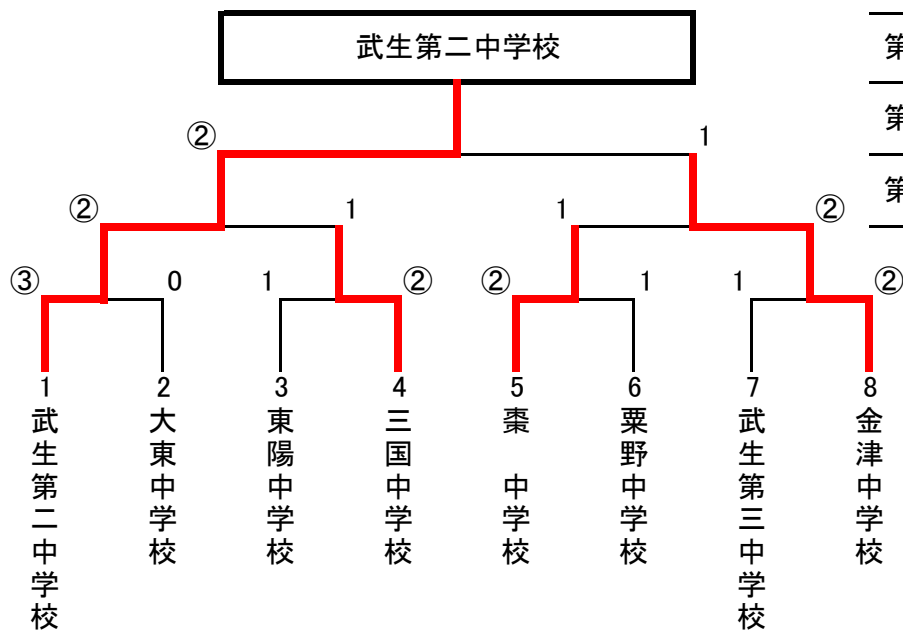 武生第二中学校
第
② 1
第
第
② 1 1 ②
③ 0 1 ② ② 1 1 ②
1 2 3 4 5 6 7 8
武生第二中学校
大東中学校
東陽中学校
三国中学校
棗　中学校
粟野中学校
武生第三中学校
金津中学校